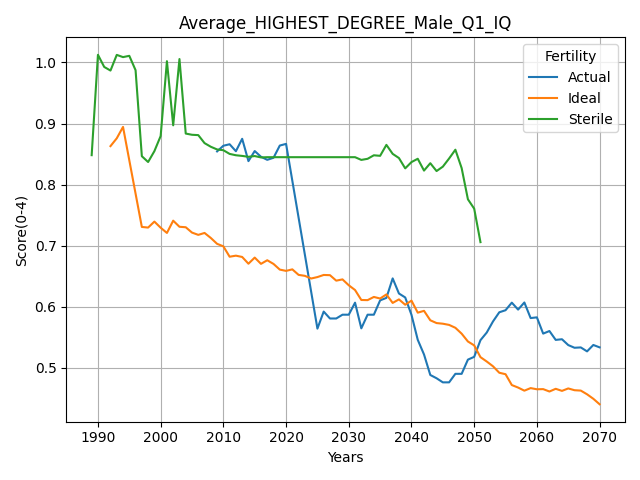 Average_HIGHEST_DEGREE_Male_Q1_IQ
Fertility
Actual
Ideal
Sterile
Score(0-4)
1.0
0.9
0.8
0.7
0.6
0.5
1990 2000 2010 2020 2030 2040 2050 2060 2070
Years